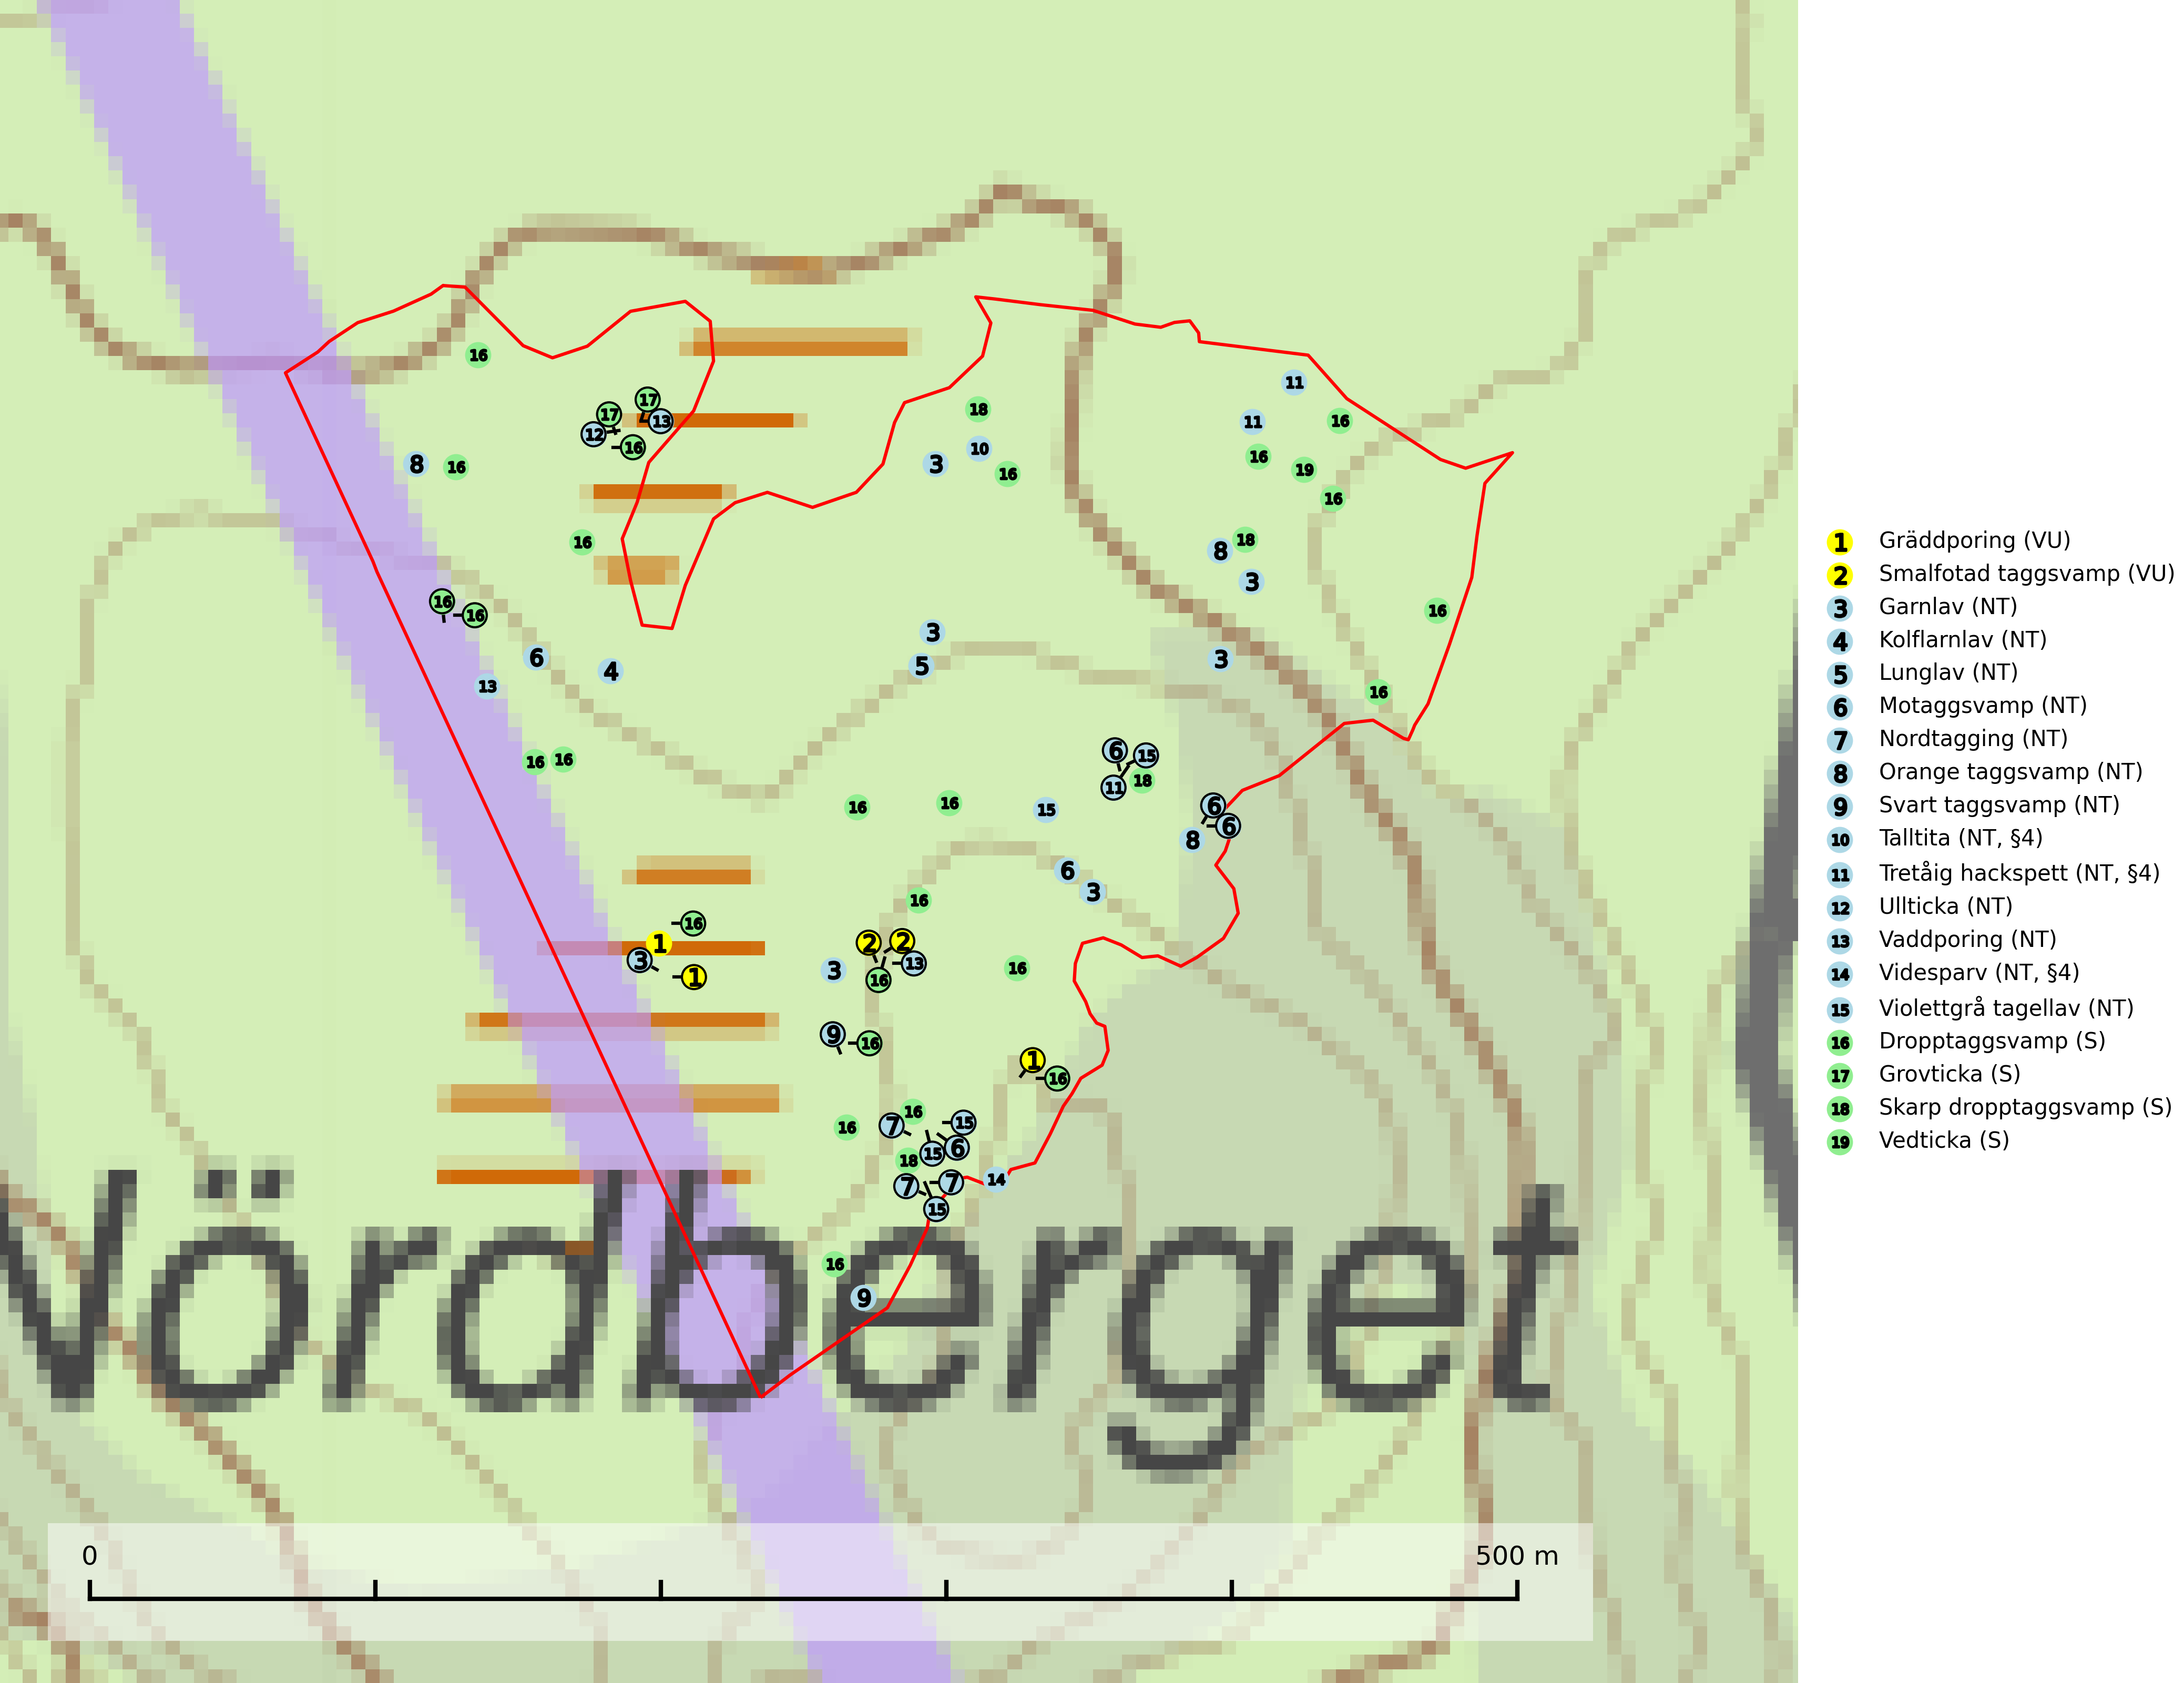 Vördberget
0 500 m
1 Gräddporing (VU)
2 Smalfotad taggsvamp (VU)
3 Garnlav (NT)
4 Kolflarnlav (NT)
5 Lunglav (NT)
6 Motaggsvamp (NT)
7 Nordtagging (NT)
8 Orange taggsvamp (NT)
9 Svart taggsvamp (NT)
10 Talltita (NT, §4)
11 Tretåig hackspett (NT, §4)
12 Ullticka (NT)
13 Vaddporing (NT)
14 Videsparv (NT, §4)
15 Violettgrå tagellav (NT)
16 Dropptaggsvamp (S)
17 Grovticka (S)
18 Skarp dropptaggsvamp (S)
19 Vedticka (S)